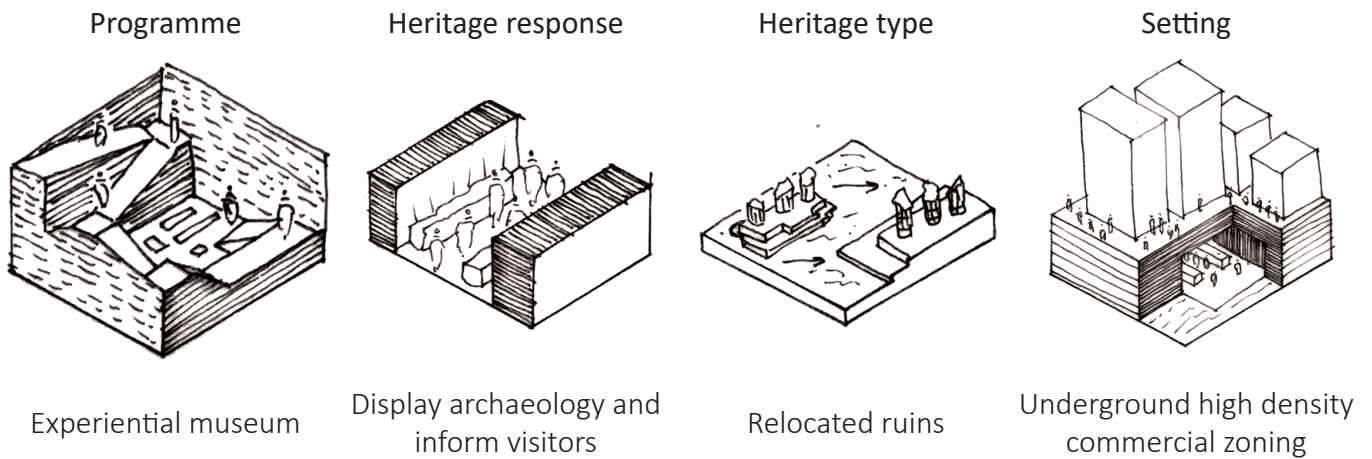 Programme
Heritage response
Heritage type
Setting
Experiential museum
Display archaeology and
inform visitors
Relocated ruins
Underground high density
commercial zoning